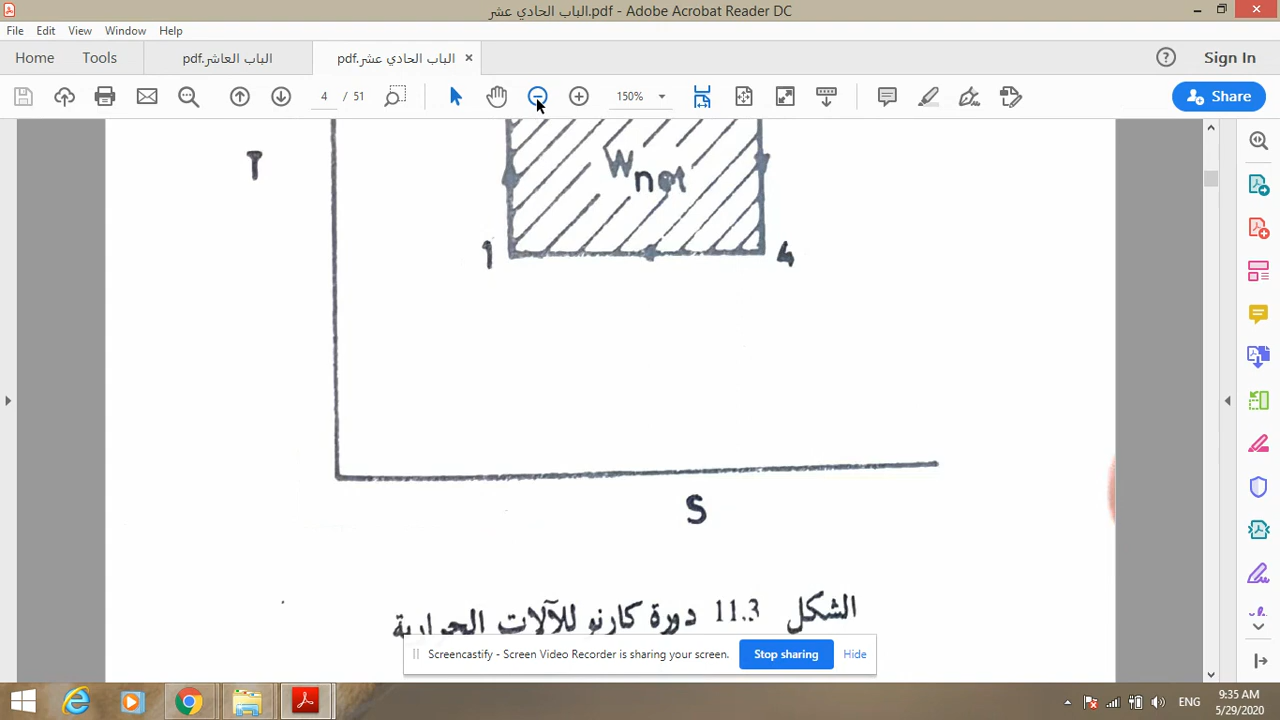 الباب الحادي عشر.pdf - Adobe Acrobat Reader DC
File Edit View Window Help
Home Tools الباب العاشر.pdf الباب الحادي عشر.pdf × Sign In
4 / 51 150% Share
T
Wnet
1 4
S
الشكل 11.3 دورة كارنو للآلات الحرارية
Screencastify - Screen Video Recorder is sharing your screen. Stop sharing Hide
ENG 9:35 AM
5/29/2020